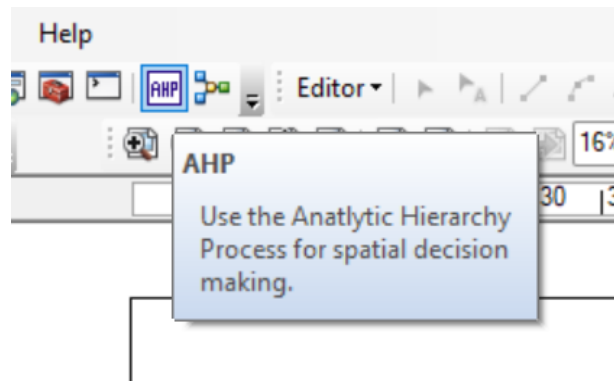 Help
AHP
Editor
16%
AHP
30
Use the Anatlytic Hierarchy
Process for spatial decision
making.